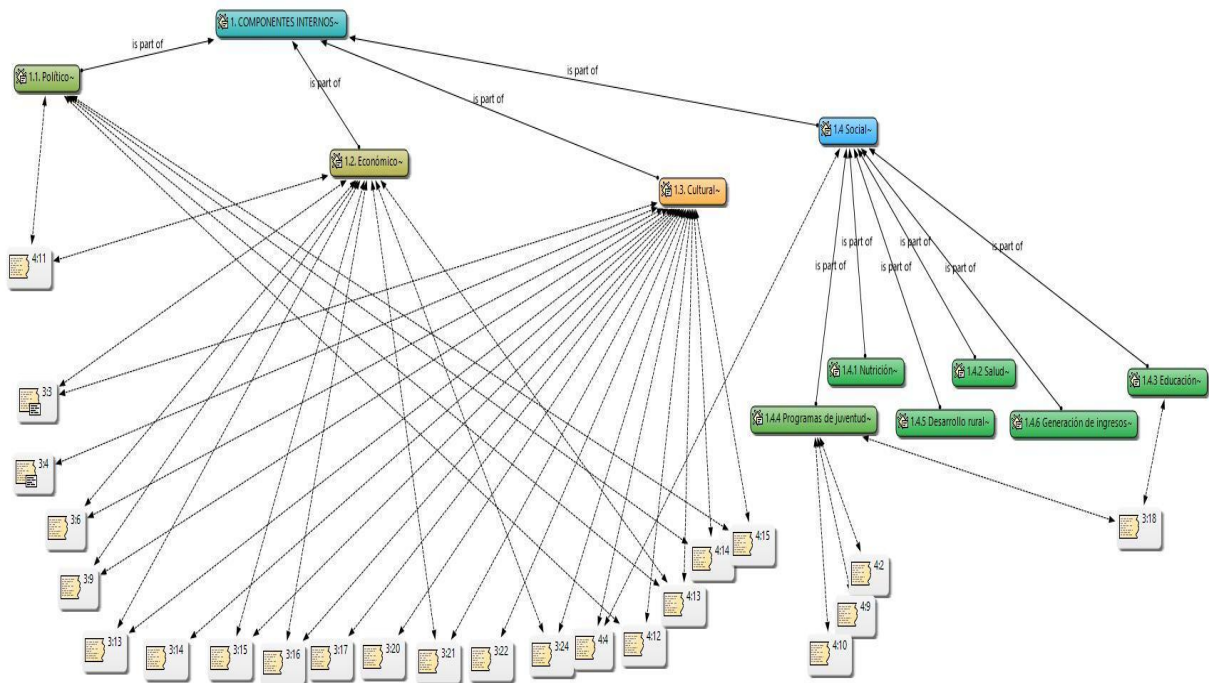 1. COMPONENTES INTERNOS~
is part of
1.1. Político~
is part of
is part of
is part of
1.4 Social~
1.2. Económico~
1.3. Cultural~
is part of
is part of
is part of
is part of
is part of
4:11
1.4.1 Nutrición~
1.4.2 Salud~
1.4.3 Educación~
3:3
1.4.4 Programas de juventud~
1.4.5 Desarrollo rural~
1.4.6 Generación de ingresos~
3:4
3:6
3:18
4:15
4:14
4:2
3:9
4:13
4:9
3:13
3:14
3:15
3:16
3:17
3:20
3:21
3:22
3:24
4:4
4:12
4:10